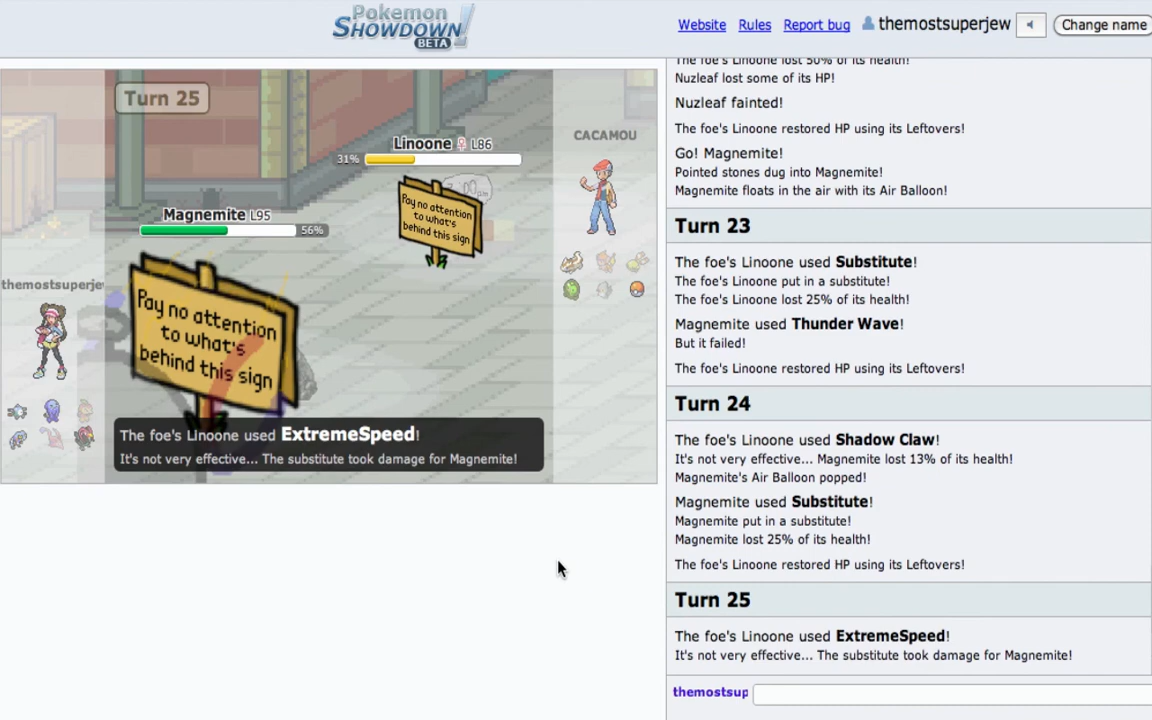 Pokemon
SHOWDOWN!
BETA
Website Rules Report bug themostsuperjew Change name
Turn 25
Linoone ♀ L86
31%
CACAMOU
Pay no attention
to what's
behind this sign
Magnemite L95
56%
themostsuperje
Pay no attention
to what's
behind this sign
The foe's Linoone used ExtremeSpeed!
It's not very effective... The substitute took damage for Magnemite!
The foe's Linoone lost 50% of its health!
Nuzleaf lost some of its HP!
Nuzleaf fainted!
The foe's Linoone restored HP using its Leftovers!
Go! Magnemite!
Pointed stones dug into Magnemite!
Magnemite floats in the air with its Air Balloon!
Turn 23
The foe's Linoone used Substitute!
The foe's Linoone put in a substitute!
The foe's Linoone lost 25% of its health!
Magnemite used Thunder Wave!
But it failed!
The foe's Linoone restored HP using its Leftovers!
Turn 24
The foe's Linoone used Shadow Claw!
It's not very effective... Magnemite lost 13% of its health!
Magnemite's Air Balloon popped!
Magnemite used Substitute!
Magnemite put in a substitute!
Magnemite lost 25% of its health!
The foe's Linoone restored HP using its Leftovers!
Turn 25
The foe's Linoone used ExtremeSpeed!
It's not very effective... The substitute took damage for Magnemite!
themostsup